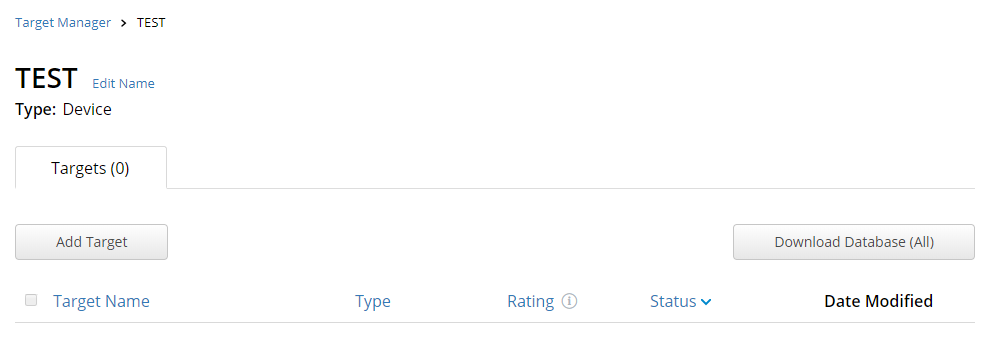 Target Manager > TEST
TEST Edit Name
Type: Device
Targets (0)
Add Target Download Database (All)
Target Name Type Rating Status Date Modified